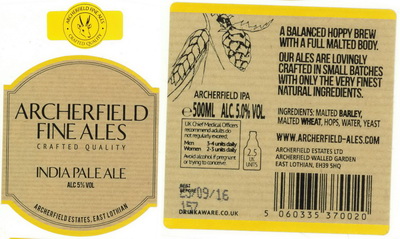 ARCHERFIELD FINE ALES
CRAFTED QUALITY
ARCHERFIELD
FINE ALES
CRAFTED QUALITY
INDIA PALE ALE
ALC 5% VOL
ARCHERFIELD ESTATES, EAST LOTHIAN
A BALANCED HOPPY BREW
WITH A FULL MALTED BODY.
OUR ALES ARE LOVINGLY
CRAFTED IN SMALL BATCHES
WITH ONLY THE VERY FINEST
NATURAL INGREDIENTS.
ARCHERFIELD IPA
℮500ML ALC 5.0% VOL
UK Chief Medical Officers
recommend adults do
not regularly exceed:
Men 3-4 units daily
Women 2-3 units daily
Avoid alcohol if pregnant
or trying to conceive
2.5
UK
UNITS
INGREDIENTS: MALTED BARLEY,
MALTED WHEAT, HOPS, WATER, YEAST
WWW.ARCHERFIELD-ALES.COM
ARCHERFIELD ESTATES LTD
ARCHERFIELD WALLED GARDEN
EAST LOTHIAN, EH39 5HQ
BEST
BEFORE
23/09/16
157
DRINKAWARE.CO.UK
5 060335 370020